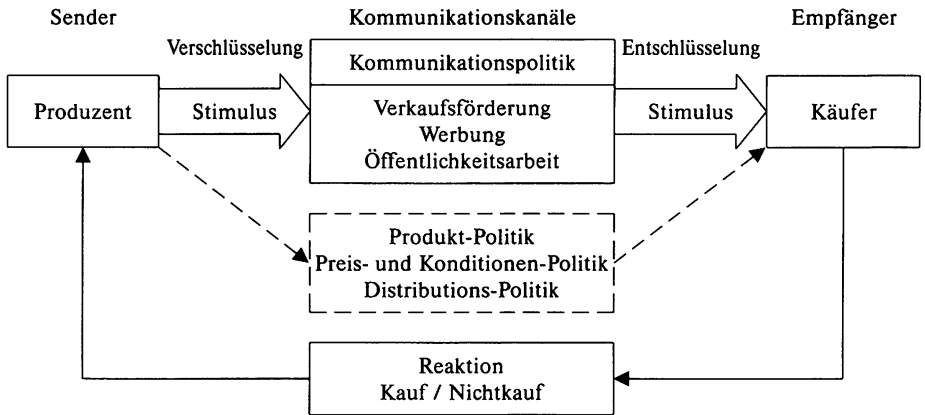 Sender
Kommunikationskanäle
Empfänger
Verschlüsselung
Entschlüsselung
Kommunikationspolitik
Produzent
Stimulus
Verkaufsförderung
Werbung
Öffentlichkeitsarbeit
Stimulus
Käufer
Produkt-Politik
Preis- und Konditionen-Politik
Distributions-Politik
Reaktion
Kauf / Nichtkauf